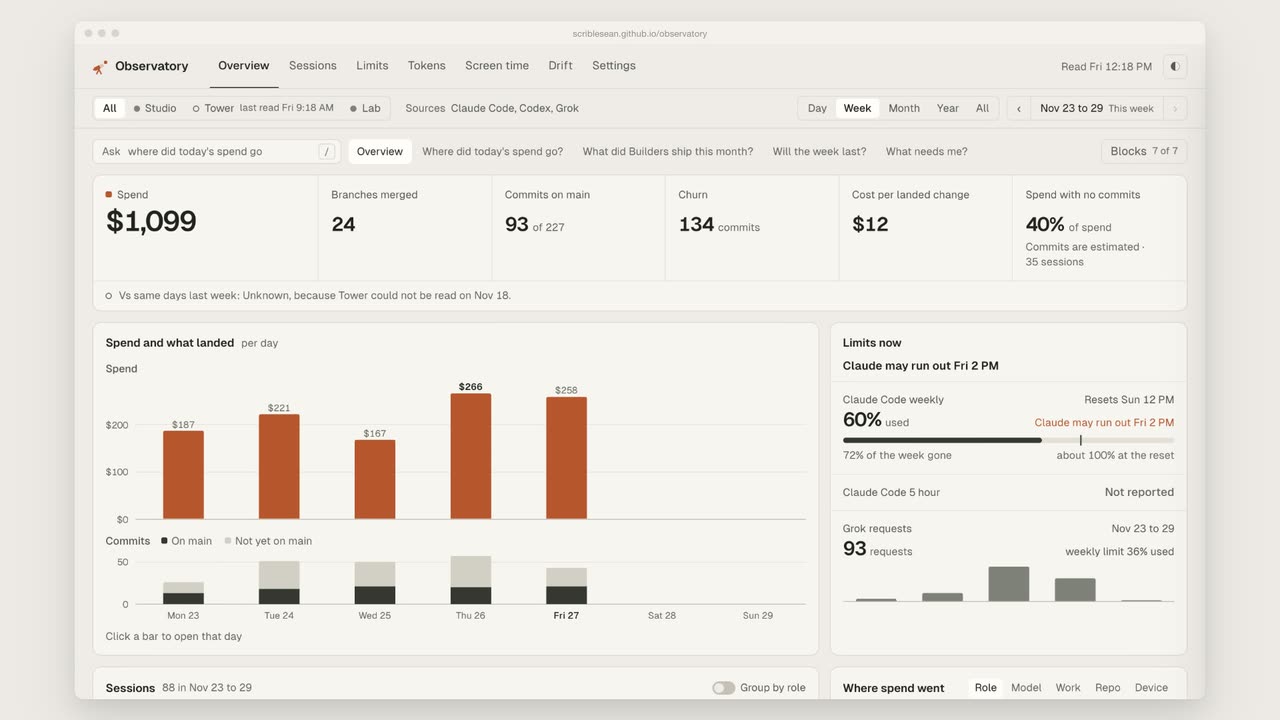 scriblesean.github.io/observatory
Observatory Overview Sessions Limits Tokens Screen time Drift Settings Read Fri 12:18 PM
All Studio Tower last read Fri 9:18 AM Lab Sources Claude Code, Codex, Grok Day Week Month Year All ‹ Nov 23 to 29 This week ›
Ask where did today's spend go / Overview Where did today's spend go? What did Builders ship this month? Will the week last? What needs me? Blocks 7 of 7
Spend Branches merged Commits on main Churn Cost per landed change Spend with no commits
$1,099 24 93 of 227 134 commits $12 40% of spend
Commits are estimated ·
35 sessions
Vs same days last week: Unknown, because Tower could not be read on Nov 18.
Spend and what landed per day
Spend
$266
$258
$221
$187
$167
$200
$100
$0
Commits On main Not yet on main
50
0
Mon 23 Tue 24 Wed 25 Thu 26 Fri 27 Sat 28 Sun 29
Click a bar to open that day
Limits now
Claude may run out Fri 2 PM
Claude Code weekly Resets Sun 12 PM
60% used Claude may run out Fri 2 PM
72% of the week gone about 100% at the reset
Claude Code 5 hour Not reported
Grok requests Nov 23 to 29
93 requests weekly limit 36% used
Sessions 88 in Nov 23 to 29 Group by role
Where spend went Role Model Work Repo Device